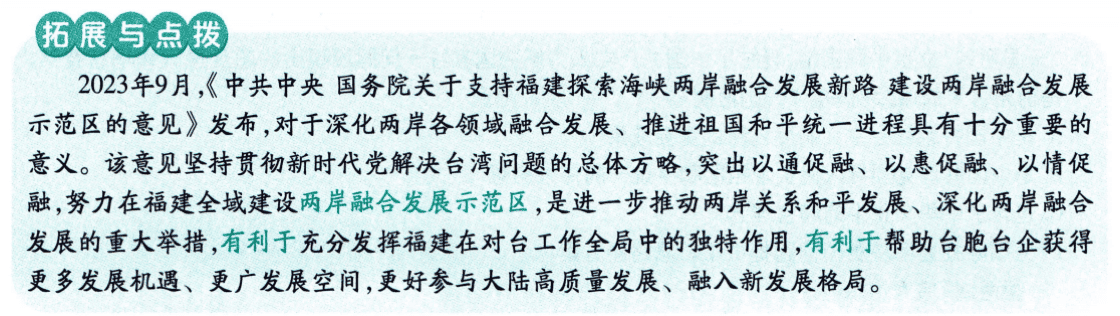 拓展与点拨
2023年9月,《中共中央 国务院关于支持福建探索海峡两岸融合发展新路 建设两岸融合发展
示范区的意见》发布,对于深化两岸各领域融合发展、推进祖国和平统一进程具有十分重要的
意义。该意见坚持贯彻新时代党解决台湾问题的总体方略,突出以通促融、以惠促融、以情促
融,努力在福建全域建设两岸融合发展示范区,是进一步推动两岸关系和平发展、深化两岸融合
发展的重大举措,有利于充分发挥福建在对台工作全局中的独特作用,有利于帮助台胞台企获得
更多发展机遇、更广发展空间,更好参与大陆高质量发展、融入新发展格局。